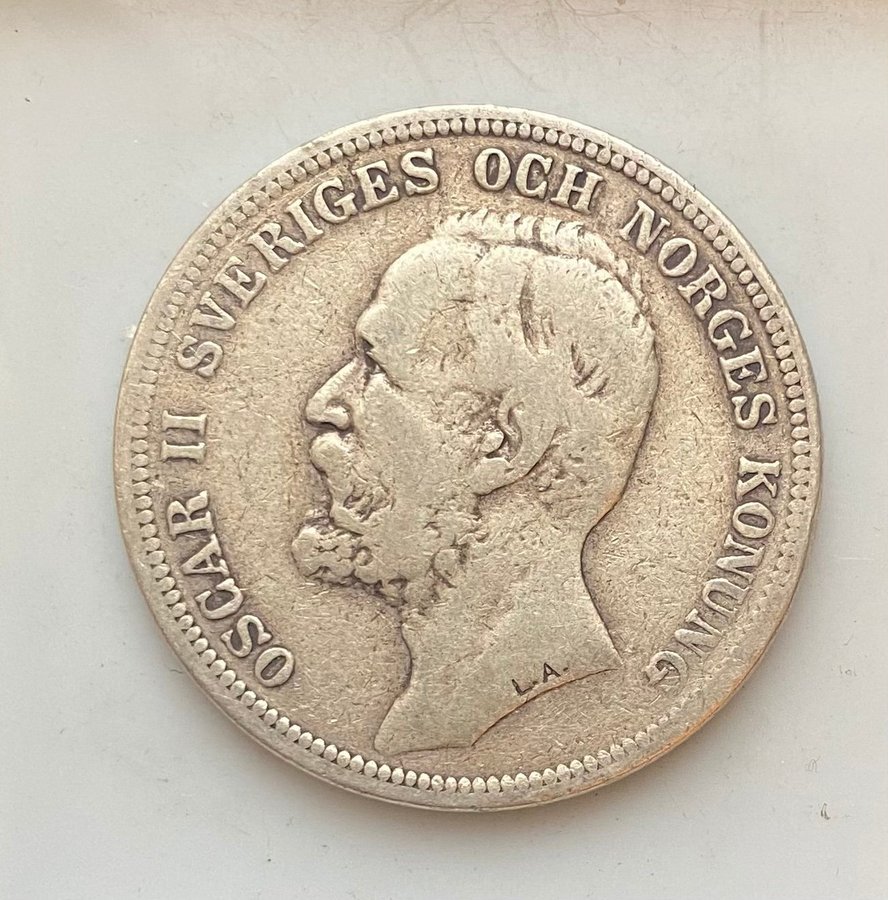 OSCAR II SVERIGES OCH NORGES KONUNG
L.A.